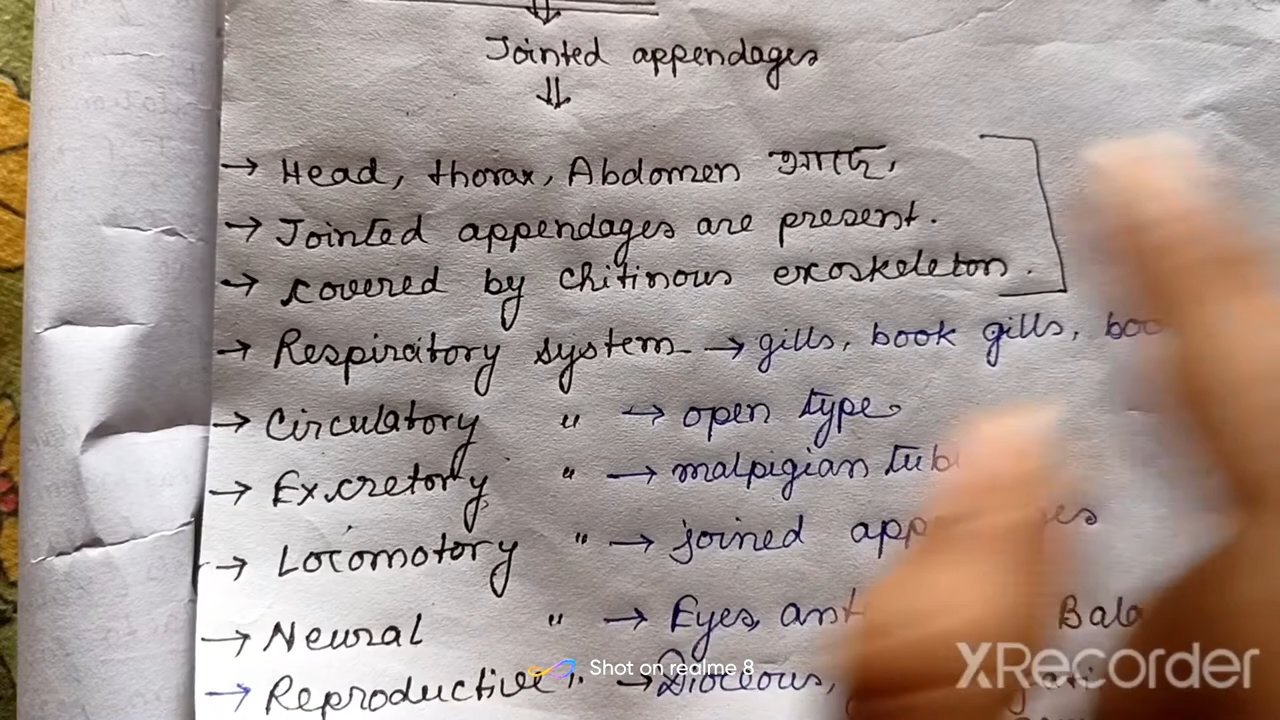 Jointed appendages
→ Head, thorax, Abdomen आदि,
→ Jointed appendages are present.
→ covered by chitinous exoskeleton.
→ Respiratory system → gills, book gills,
→ Circulatory " → open type
→ Excretory " → malpigian
→ Locomotory " → joined
→ Neural " → Eyes,
→ Reproductive " → Dioceous,
XRecorder
Shot on realme 8